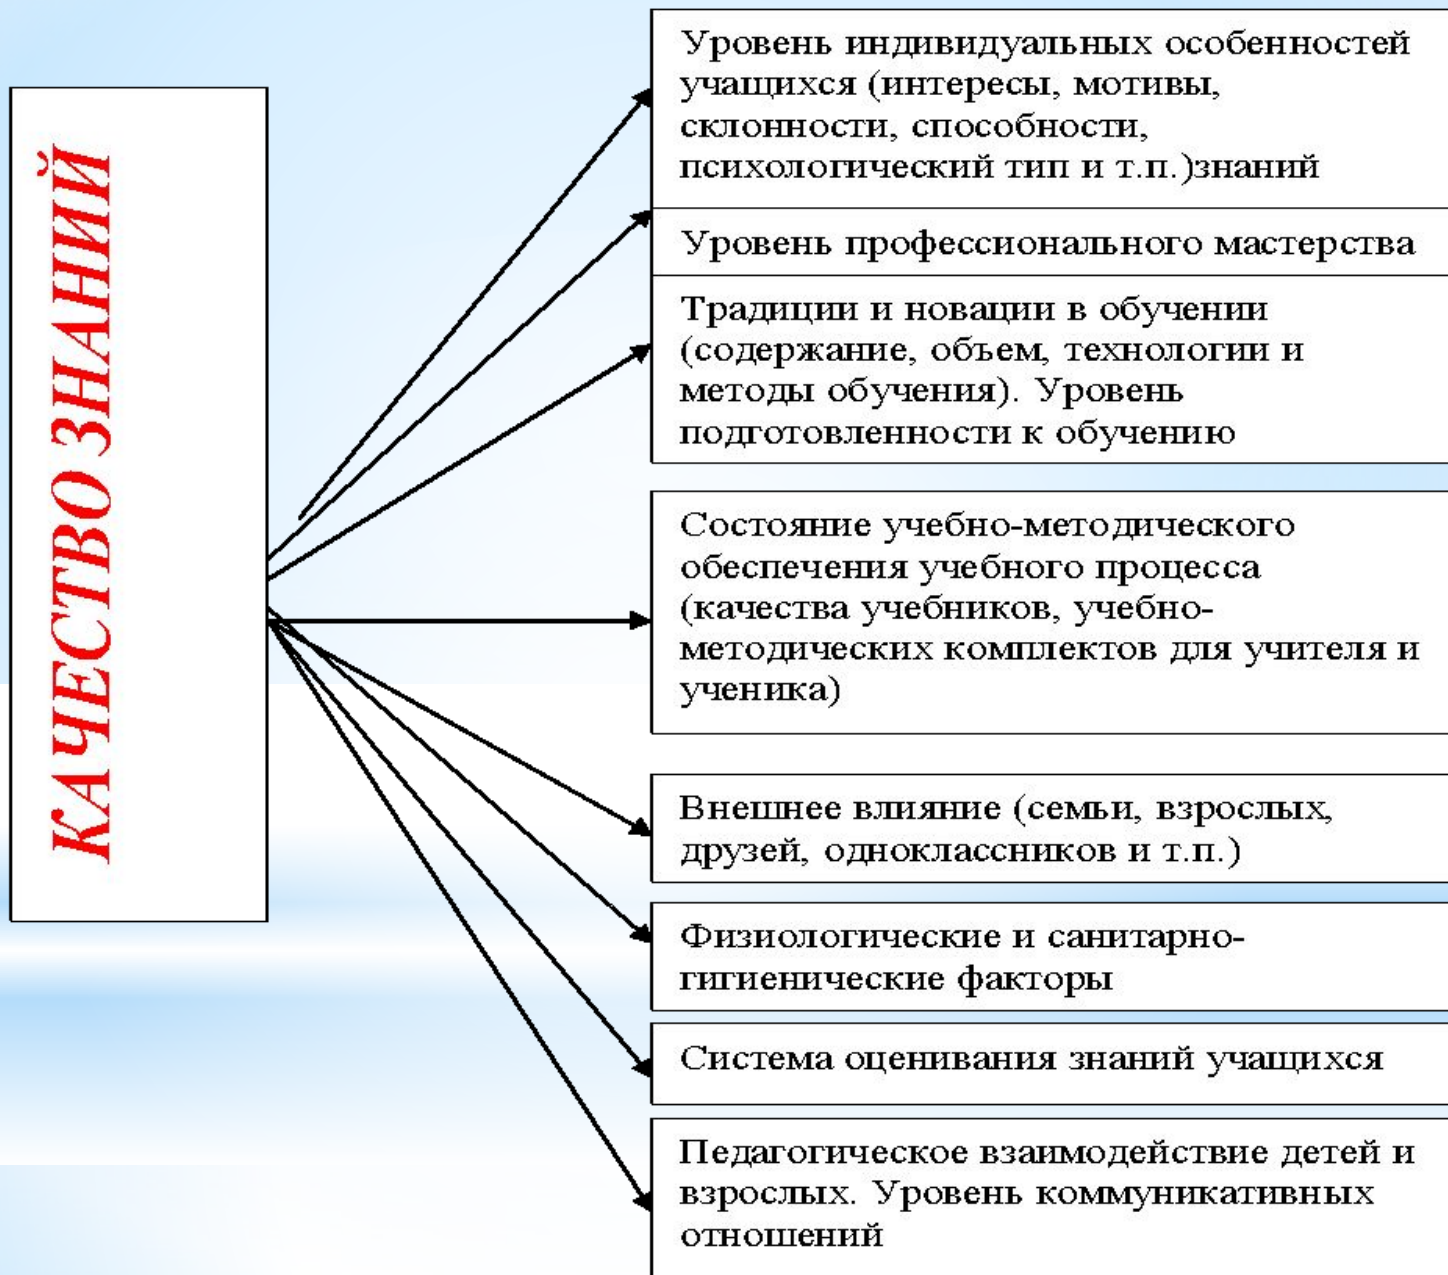 КАЧЕСТВО ЗНАНИЙ
Уровень индивидуальных особенностей
учащихся (интересы, мотивы,
склонности, способности,
психологический тип и т.п.)знаний
Уровень профессионального мастерства
Традиции и новации в обучении
(содержание, объем, технологии и
методы обучения). Уровень
подготовленности к обучению
Состояние учебно-методического
обеспечения учебного процесса
(качества учебников, учебно-
методических комплектов для учителя и
ученика)
Внешнее влияние (семьи, взрослых,
друзей, одноклассников и т.п.)
Физиологические и санитарно-
гигиенические факторы
Система оценивания знаний учащихся
Педагогическое взаимодействие детей и
взрослых. Уровень коммуникативных
отношений